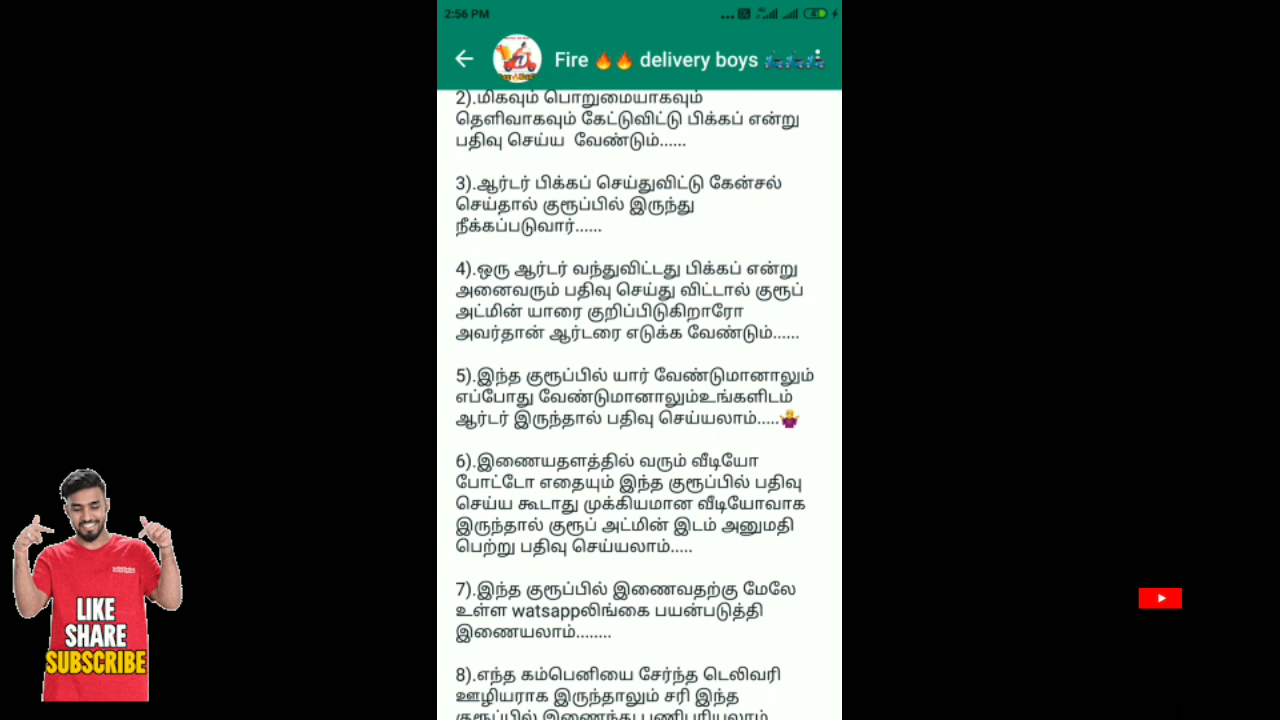 2:56 PM
Fire 🔥🔥 delivery boys 🛵🛵🛵
2).மிகவும் பொறுமையாகவும்
தெளிவாகவும் கேட்டுவிட்டு பிக்கப் என்று
பதிவு செய்ய வேண்டும்......
3).ஆர்டர் பிக்கப் செய்துவிட்டு கேன்சல்
செய்தால் குரூப்பில் இருந்து
நீக்கப்படுவார்......
4).ஒரு ஆர்டர் வந்துவிட்டது பிக்கப் என்று
அனைவரும் பதிவு செய்து விட்டால் குரூப்
அட்மின் யாரை குறிப்பிடுகிறாரோ
அவர்தான் ஆர்டரை எடுக்க வேண்டும்......
5).இந்த குரூப்பில் யார் வேண்டுமானாலும்
எப்போது வேண்டுமானாலும்உங்களிடம்
ஆர்டர் இருந்தால் பதிவு செய்யலாம்.....🤷‍♀️
6).இணையதளத்தில் வரும் வீடியோ
போட்டோ எதையும் இந்த குரூப்பில் பதிவு
செய்ய கூடாது முக்கியமான வீடியோவாக
இருந்தால் குரூப் அட்மின் இடம் அனுமதி
பெற்று பதிவு செய்யலாம்.....
7).இந்த குரூப்பில் இணைவதற்கு மேலே
உள்ள watsappலிங்கை பயன்படுத்தி
இணையலாம்........
8).எந்த கம்பெனியை சேர்ந்த டெலிவரி
ஊழியராக இருந்தாலும் சரி இந்த
குரூப்பில் இணைந்து பணிபுரியலாம்
LIKE
SHARE
SUBSCRIBE